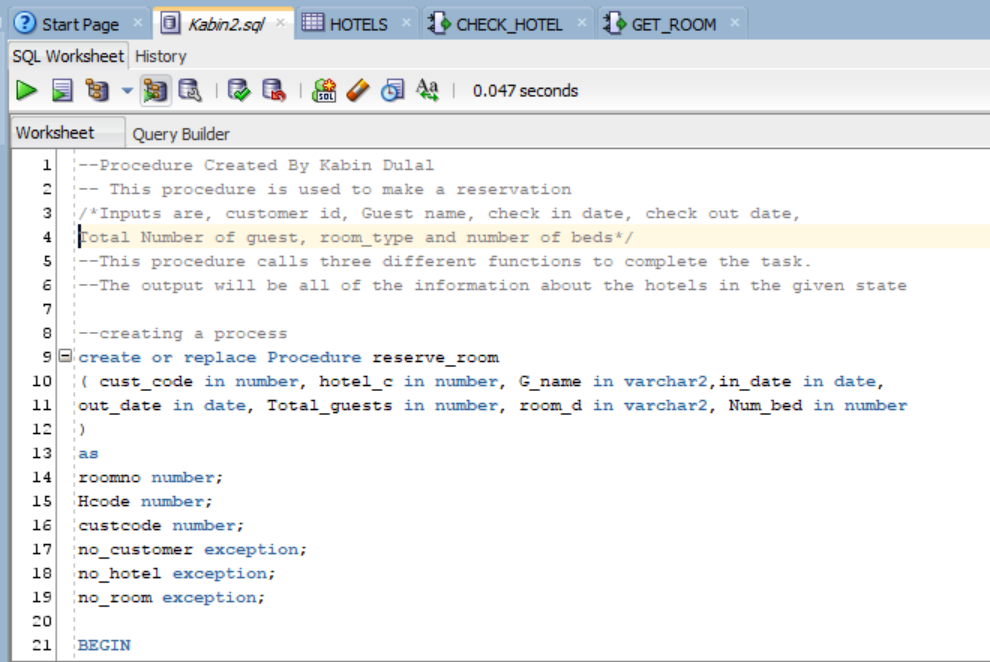 Start Page × Kabin2.sql × HOTELS × CHECK_HOTEL × GET_ROOM ×
SQL Worksheet History
0.047 seconds
Worksheet Query Builder
1 --Procedure Created By Kabin Dulal
2 -- This procedure is used to make a reservation
3 /*Inputs are, customer id, Guest name, check in date, check out date,
4 Total Number of guest, room_type and number of beds*/
5 --This procedure calls three different functions to complete the task.
6 --The output will be all of the information about the hotels in the given state
7
8 --creating a process
9 create or replace Procedure reserve_room
10 ( cust_code in number, hotel_c in number, G_name in varchar2,in_date in date,
11 out_date in date, Total_guests in number, room_d in varchar2, Num_bed in number
12 )
13 as
14 roomno number;
15 Hcode number;
16 custcode number;
17 no_customer exception;
18 no_hotel exception;
19 no_room exception;
20
21 BEGIN